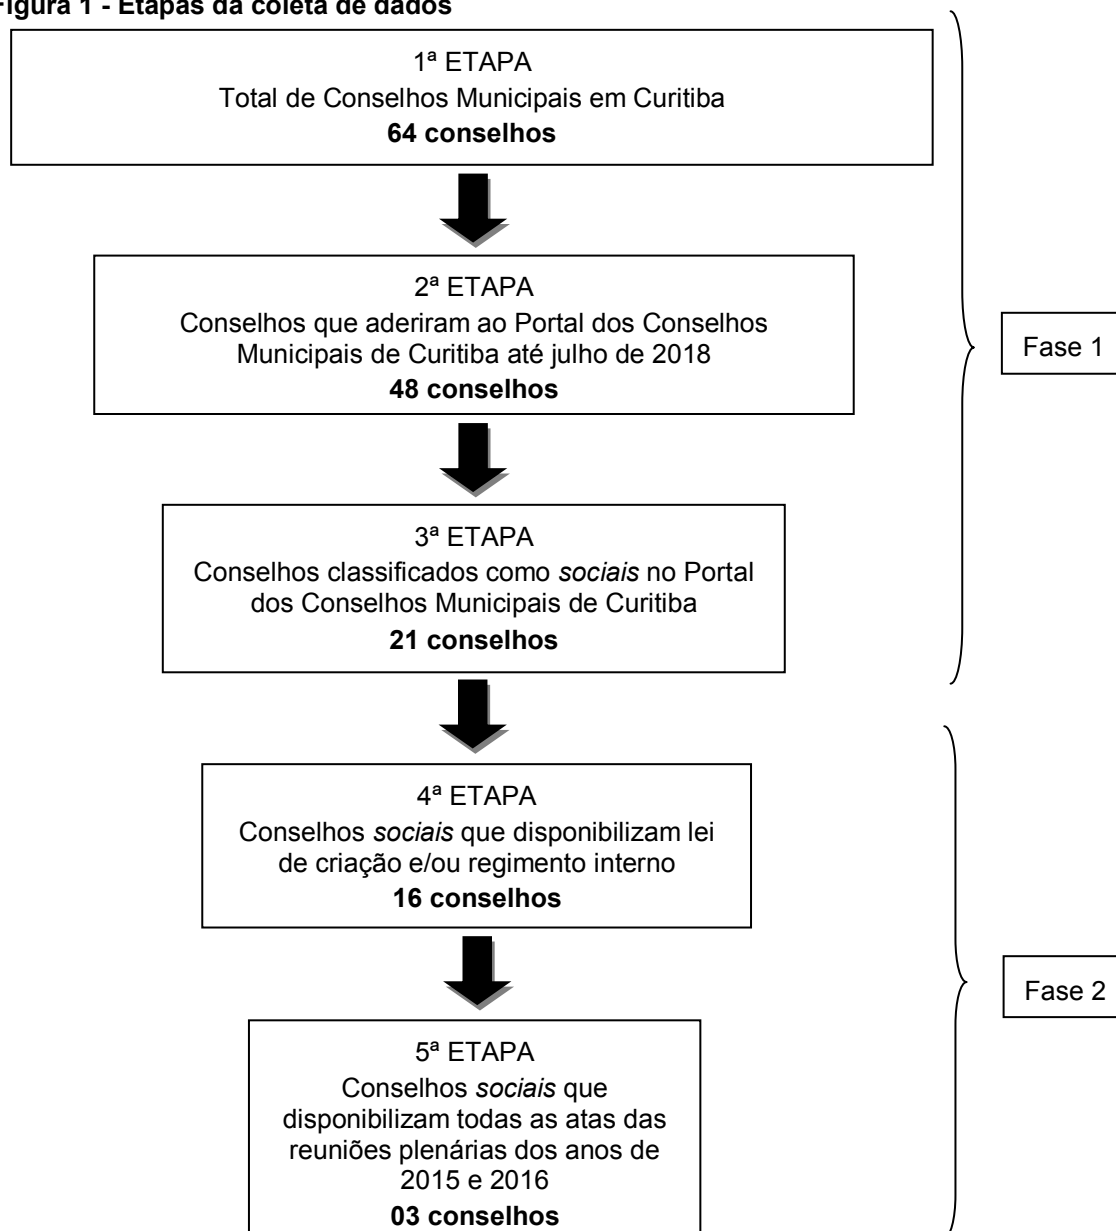 Figura 1 - Etapas da coleta de dados
1ª ETAPA
Total de Conselhos Municipais em Curitiba
64 conselhos
2ª ETAPA
Conselhos que aderiram ao Portal dos Conselhos
Municipais de Curitiba até julho de 2018
48 conselhos
Fase 1
3ª ETAPA
Conselhos classificados como sociais no Portal
dos Conselhos Municipais de Curitiba
21 conselhos
4ª ETAPA
Conselhos sociais que disponibilizam lei
de criação e/ou regimento interno
16 conselhos
Fase 2
5ª ETAPA
Conselhos sociais que
disponibilizam todas as atas das
reuniões plenárias dos anos de
2015 e 2016
03 conselhos